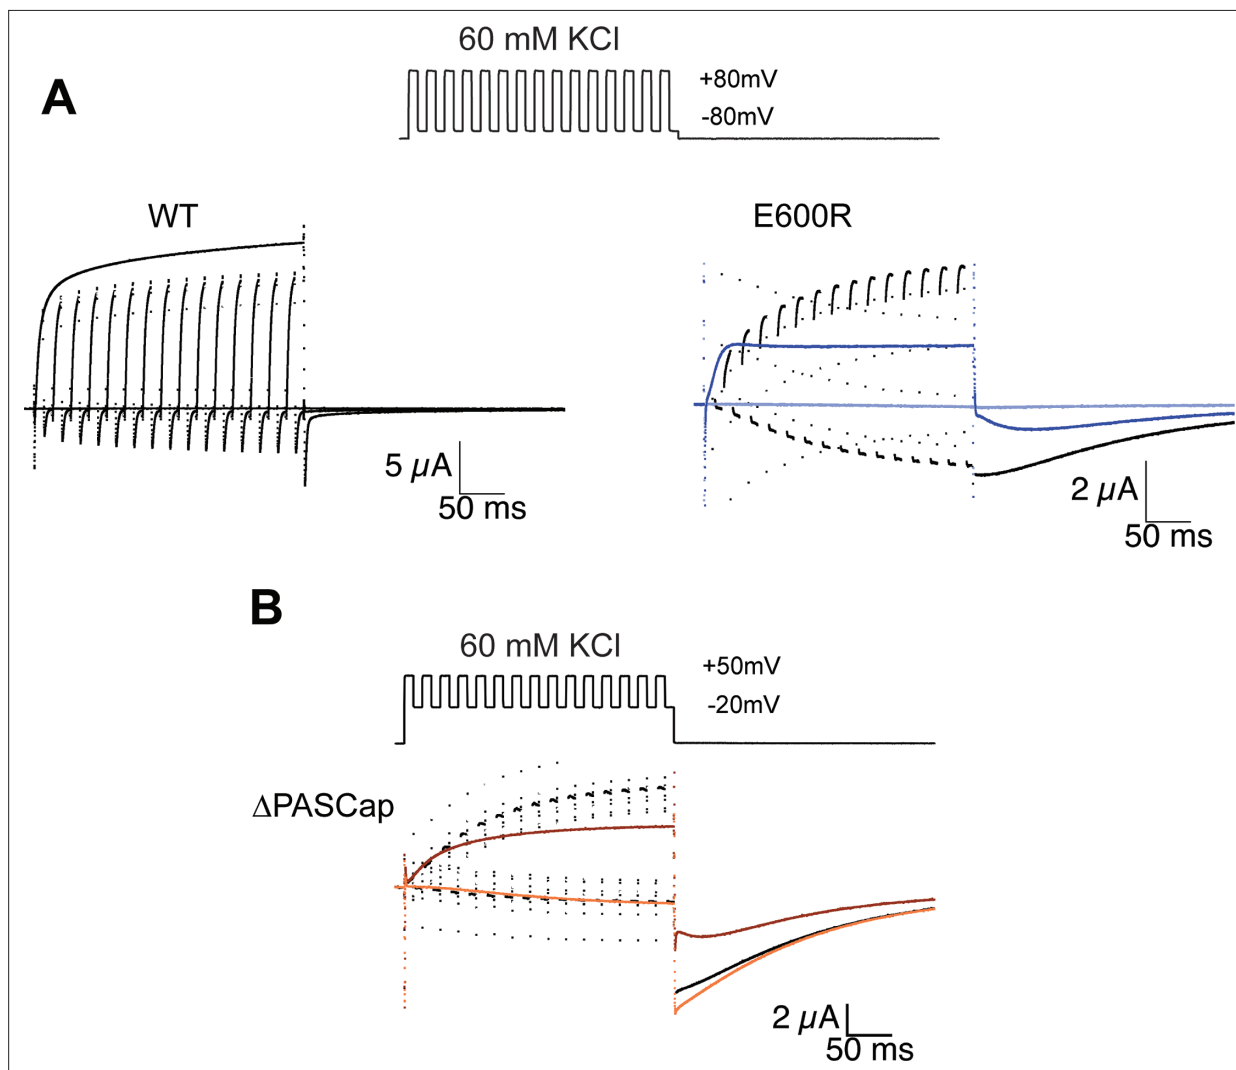 A
60 mM KCl
+80mV
-80mV
WT
E600R
5 µA
50 ms
2 µA
50 ms
B
60 mM KCl
+50mV
-20mV
ΔPASCap
2 µA
50 ms